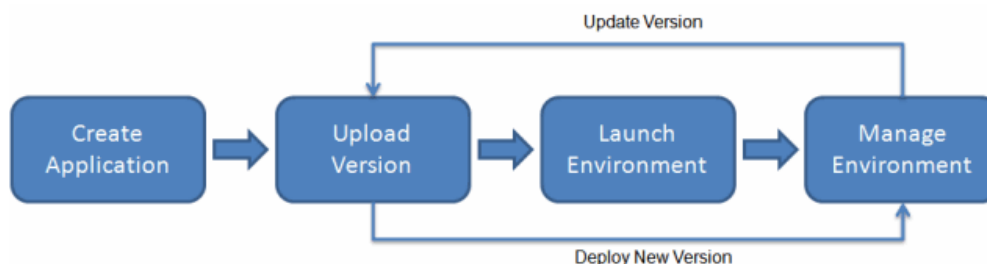 Update Version
Create
Application
Upload
Version
Launch
Environment
Manage
Environment
Deploy New Version